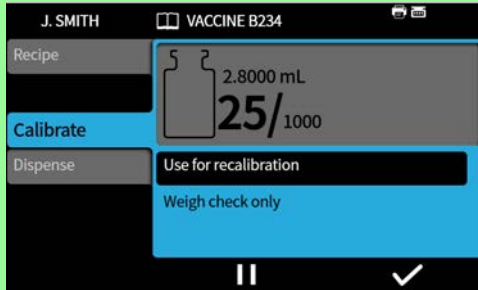 J. SMITH
VACCINE B234
Recipe
Calibrate
Dispense
2.8000 mL
25/1000
Use for recalibration
Weigh check only